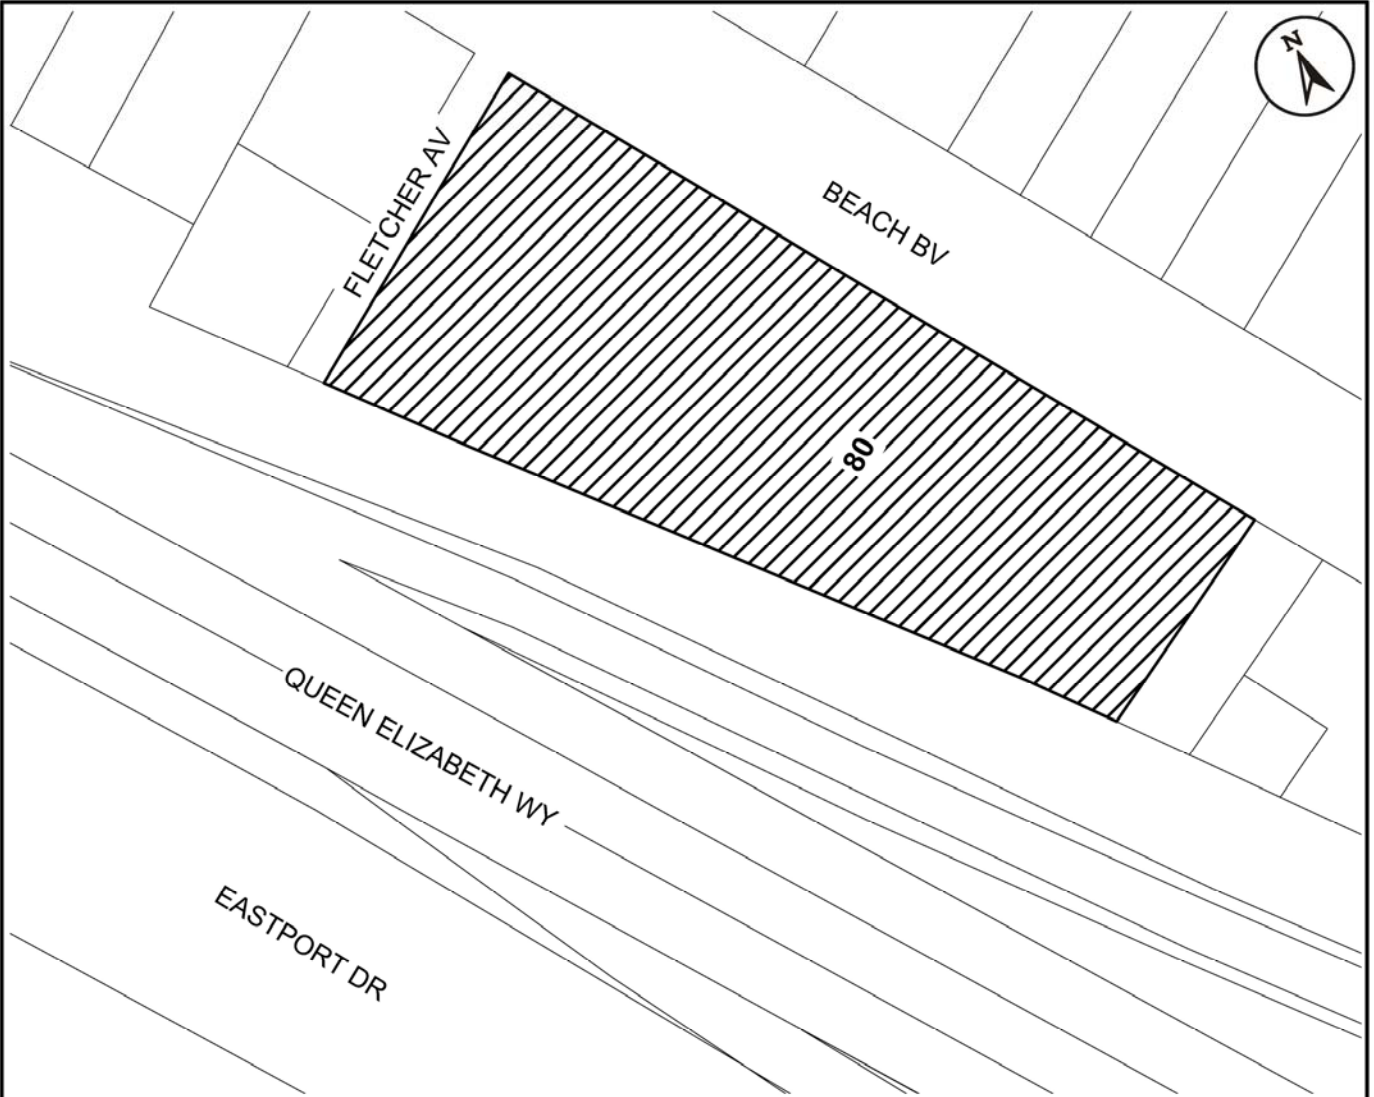 N
FLETCHER AV
BEACH BV
80
QUEEN ELIZABETH WY
EASTPORT DR